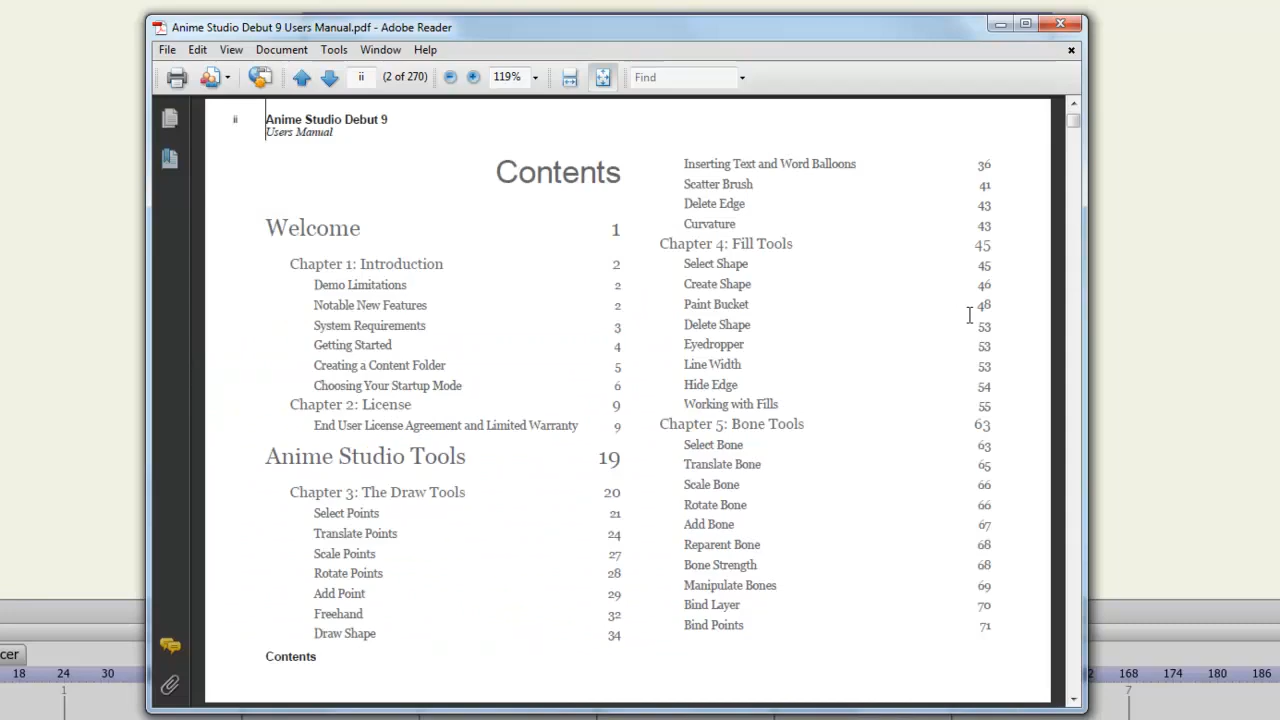 Anime Studio Debut 9 Users Manual.pdf - Adobe Reader
File Edit View Document Tools Window Help
ii (2 of 270) 119% Find
ii Anime Studio Debut 9
Users Manual
Contents
Welcome 1
Chapter 1: Introduction 2
Demo Limitations 2
Notable New Features 2
System Requirements 3
Getting Started 4
Creating a Content Folder 5
Choosing Your Startup Mode 6
Chapter 2: License 9
End User License Agreement and Limited Warranty 9
Anime Studio Tools 19
Chapter 3: The Draw Tools 20
Select Points 21
Translate Points 24
Scale Points 27
Rotate Points 28
Add Point 29
Freehand 32
Draw Shape 34
Inserting Text and Word Balloons 36
Scatter Brush 41
Delete Edge 43
Curvature 43
Chapter 4: Fill Tools 45
Select Shape 45
Create Shape 46
Paint Bucket 48
Delete Shape 53
Eyedropper 53
Line Width 53
Hide Edge 54
Working with Fills 55
Chapter 5: Bone Tools 63
Select Bone 63
Translate Bone 65
Scale Bone 66
Rotate Bone 66
Add Bone 67
Reparent Bone 68
Bone Strength 68
Manipulate Bones 69
Bind Layer 70
Bind Points 71
Contents
cer
18 24 30 2 168 174 180 186
1 7